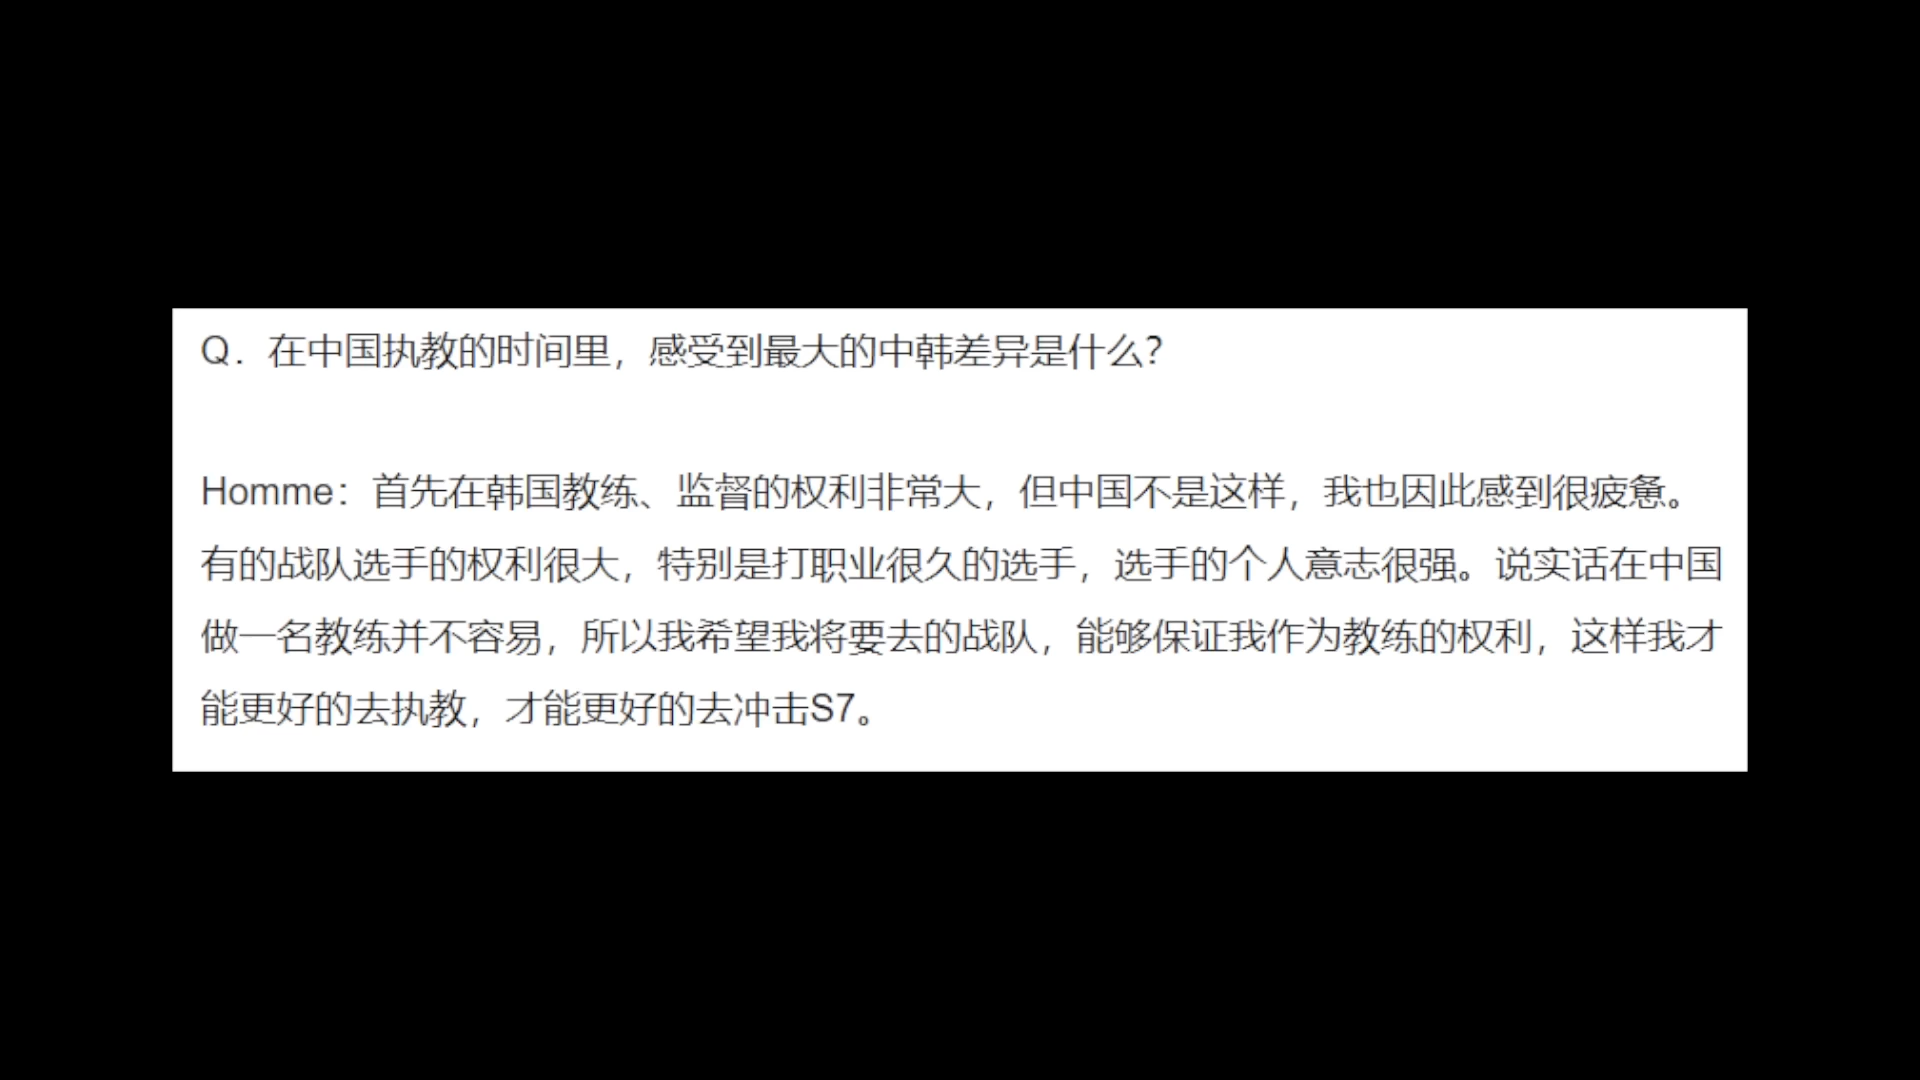 Q．在中国执教的时间里，感受到最大的中韩差异是什么？
Homme：首先在韩国教练、监督的权利非常大，但中国不是这样，我也因此感到很疲惫。
有的战队选手的权利很大，特别是打职业很久的选手，选手的个人意志很强。说实话在中国
做一名教练并不容易，所以我希望我将要去的战队，能够保证我作为教练的权利，这样我才
能更好的去执教，才能更好的去冲击S7。